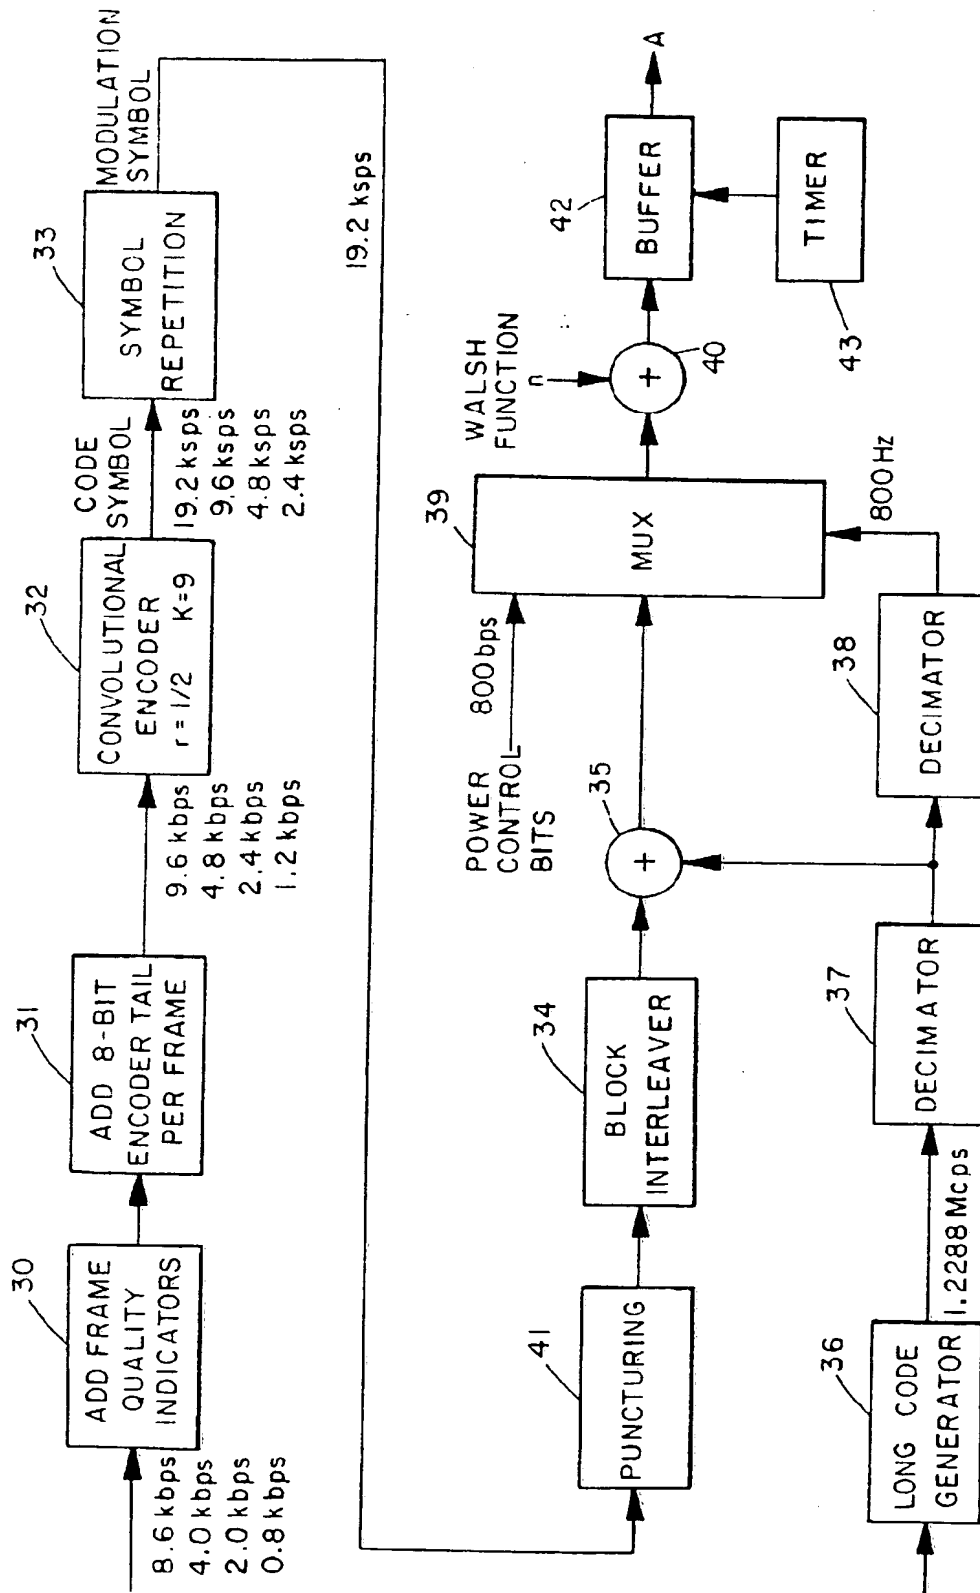 30
ADD FRAME
QUALITY
INDICATORS
8.6 kbps
4.0 kbps
2.0 kbps
0.8 kbps
31
ADD 8-BIT
ENCODER TAIL
PER FRAME
9.6 kbps
4.8 kbps
2.4 kbps
1.2 kbps
32
CONVOLUTIONAL
ENCODER
r = 1/2 K=9
CODE
SYMBOL
19.2 ksps
9.6 ksps
4.8 ksps
2.4 ksps
33
SYMBOL
REPETITION
MODULATION
SYMBOL
19.2 ksps
41
PUNCTURING
34
BLOCK
INTERLEAVER
35
+
POWER
CONTROL
BITS
800bps
39
MUX
WALSH
FUNCTION
n
+
40
42
BUFFER
A
TIMER
43
36
LONG CODE
GENERATOR
1.2288 Mcps
37
DECIMATOR
38
DECIMATOR
800Hz